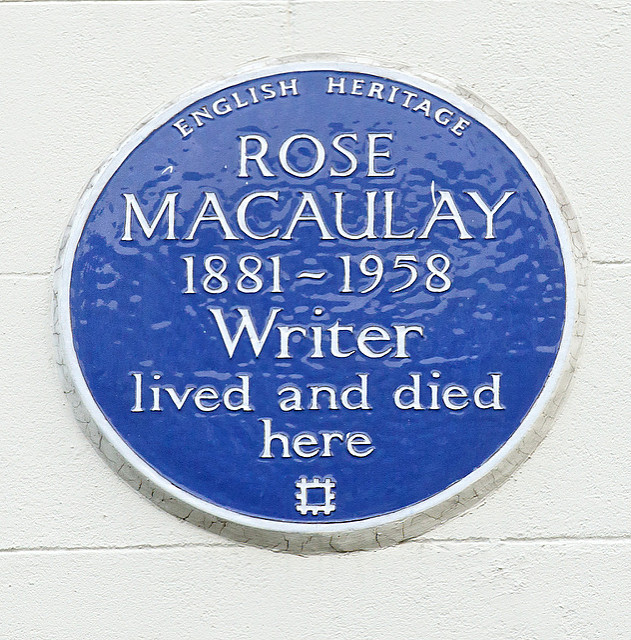 ENGLISH HERITAGE
ROSE
MACAULAY
1881~1958
Writer
lived and died
here